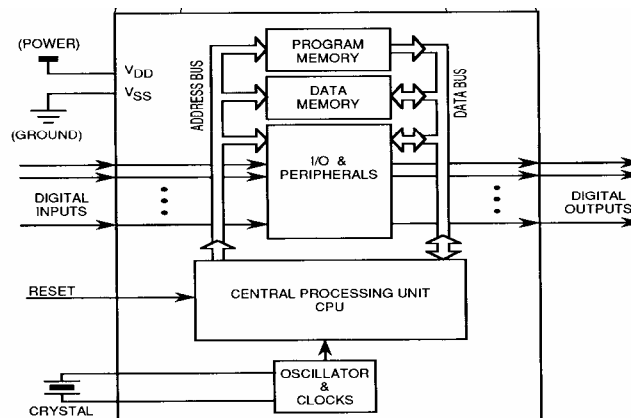 (POWER)
VDD
VSS
(GROUND)
ADDRESS BUS
PROGRAM
MEMORY
DATA
MEMORY
DATA BUS
I/O &
PERIPHERALS
DIGITAL
INPUTS
DIGITAL
OUTPUTS
RESET
CENTRAL PROCESSING UNIT
CPU
OSCILLATOR
&
CLOCKS
CRYSTAL